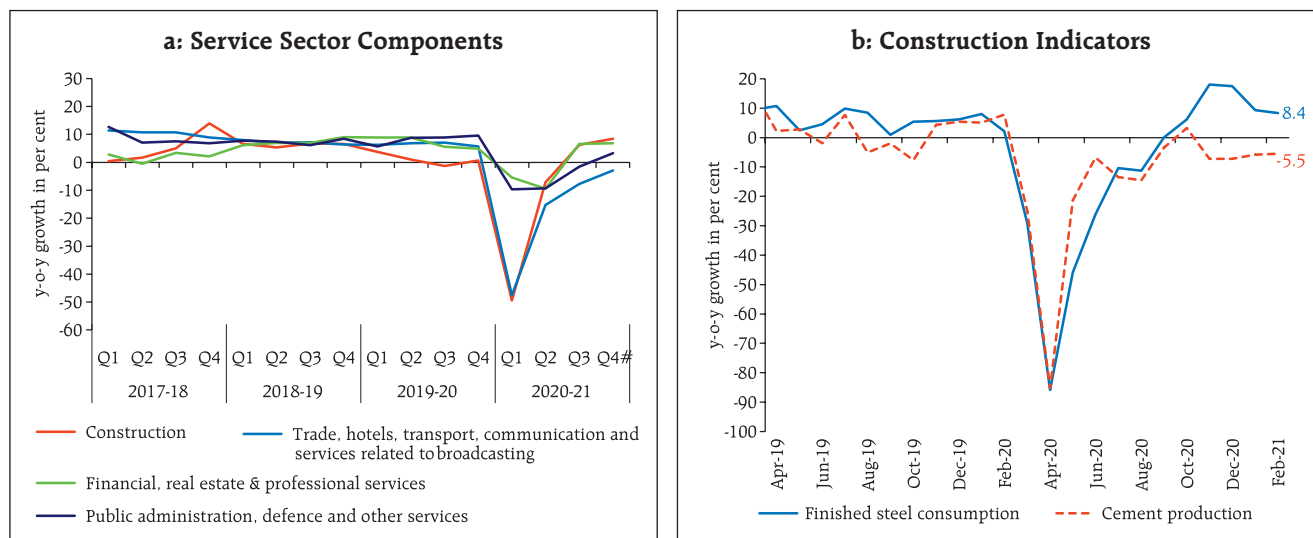 a: Service Sector Components
y-o-y growth in per cent
30
20
10
0
-10
-20
-30
-40
-50
-60
Q1 Q2 Q3 Q4 Q1 Q2 Q3 Q4 Q1 Q2 Q3 Q4 Q1 Q2 Q3 Q4#
2017-18 2018-19 2019-20 2020-21
Construction
Trade, hotels, transport, communication and
services related to broadcasting
Financial, real estate & professional services
Public administration, defence and other services
b: Construction Indicators
y-o-y growth in per cent
20
10
0
-10
-20
-30
-40
-50
-60
-70
-80
-90
-100
8.4
-5.5
Apr-19 Jun-19 Aug-19 Oct-19 Dec-19 Feb-20 Apr-20 Jun-20 Aug-20 Oct-20 Dec-20 Feb-21
Finished steel consumption Cement production